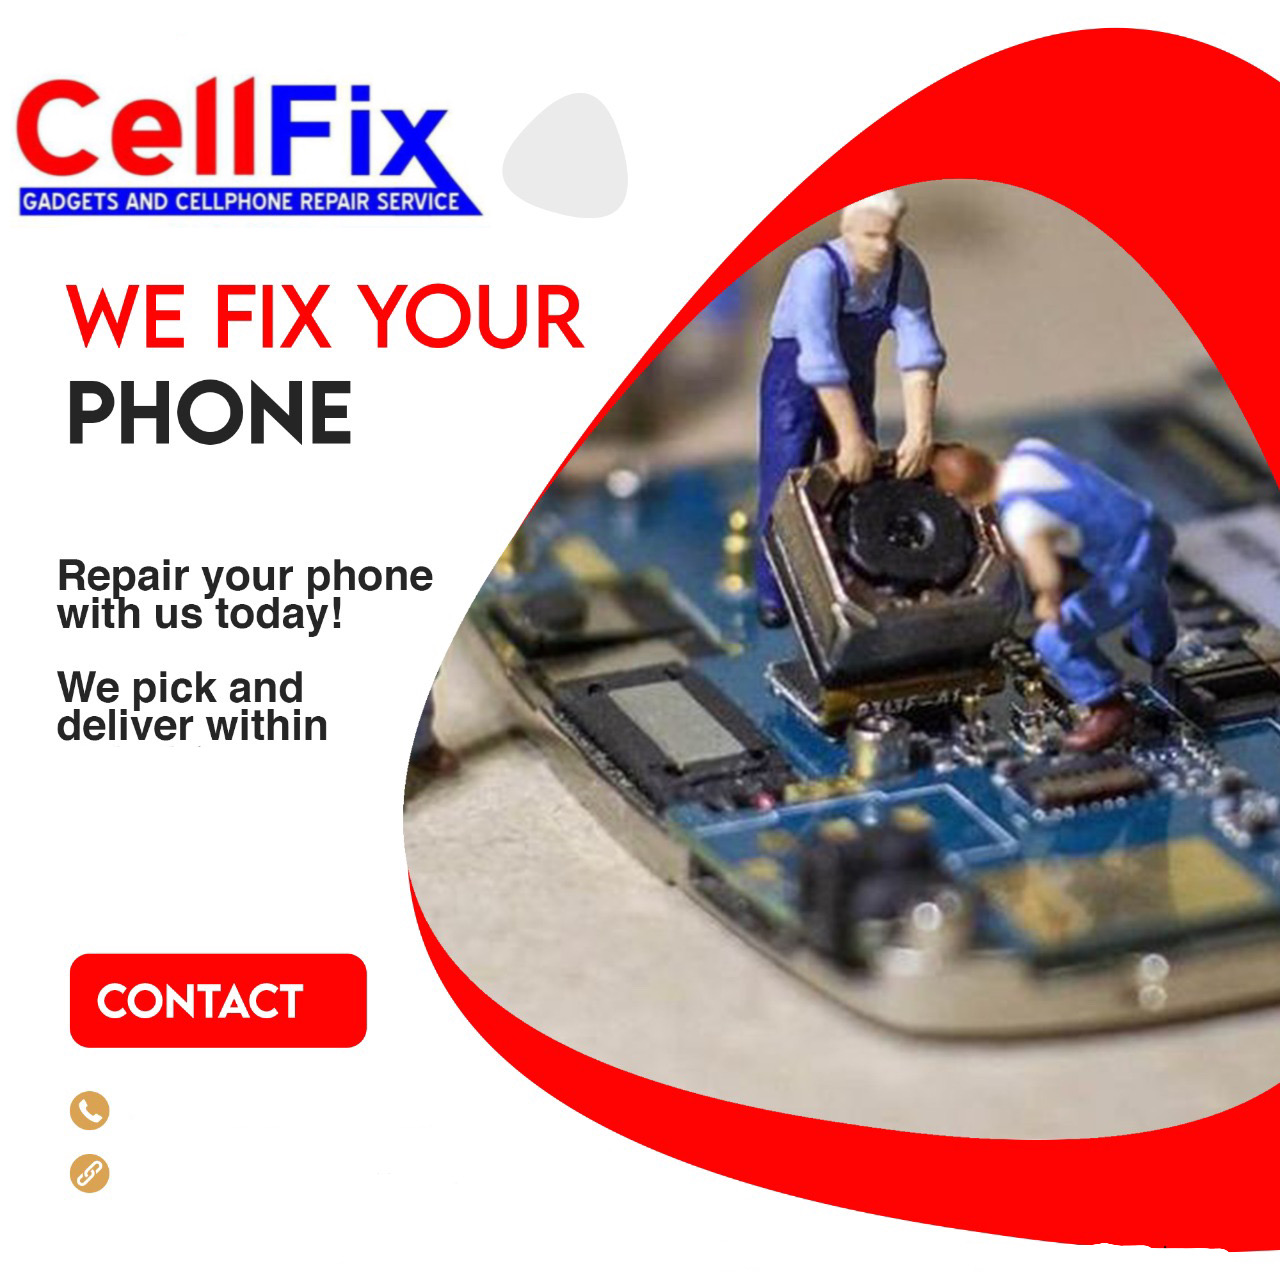 CellFix
GADGETS AND CELLPHONE REPAIR SERVICE
WE FIX YOUR
PHONE
Repair your phone
with us today!
We pick and
deliver within
CONTACT